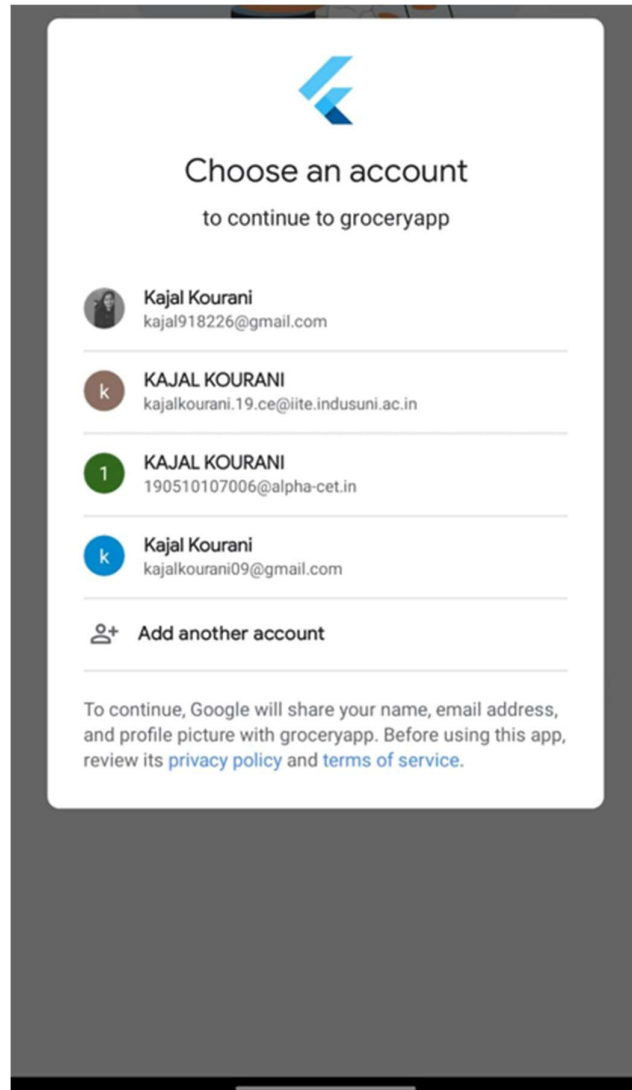 Choose an account
to continue to groceryapp
Kajal Kourani
kajal918226@gmail.com
k
KAJAL KOURANI
kajalkourani.19.ce@iite.indusuni.ac.in
1
KAJAL KOURANI
190510107006@alpha-cet.in
k
Kajal Kourani
kajalkourani09@gmail.com
Add another account
To continue, Google will share your name, email address,
and profile picture with groceryapp. Before using this app,
review its privacy policy and terms of service.